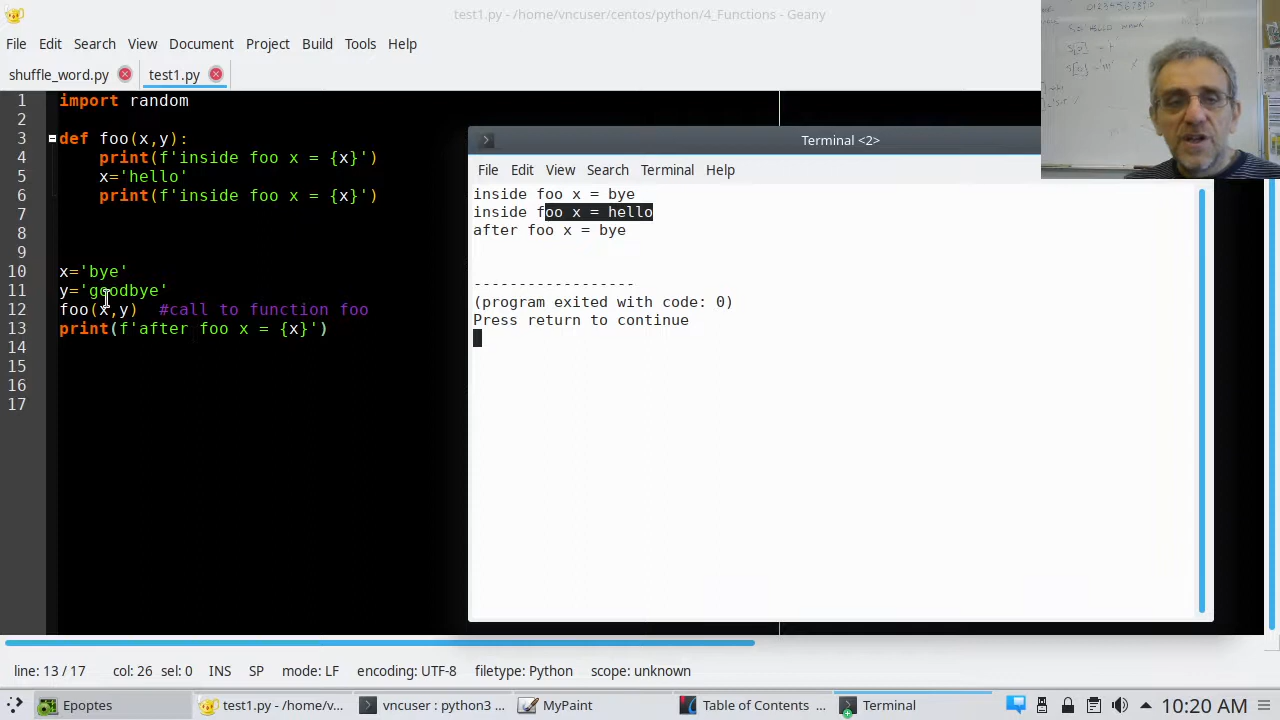 test1.py - /home/vncuser/centos/python/4_Functions - Geany
File Edit Search View Document Project Build Tools Help
shuffle_word.py test1.py
1 import random
2
3 def foo(x,y):
4 print(f'inside foo x = {x}')
5 x='hello'
6 print(f'inside foo x = {x}')
7
8
9
10 x='bye'
11 y='goodbye'
12 foo(x,y) #call to function foo
13 print(f'after foo x = {x}')
14
15
16
17
Terminal <2>
File Edit View Search Terminal Help
inside foo x = bye
inside foo x = hello
after foo x = bye
------------------
(program exited with code: 0)
Press return to continue
line: 13 / 17 col: 26 sel: 0 INS SP mode: LF encoding: UTF-8 filetype: Python scope: unknown
Epoptes test1.py - /home/v... vncuser : python3 ... Mypaint Table of Contents ... Terminal 10:20 AM